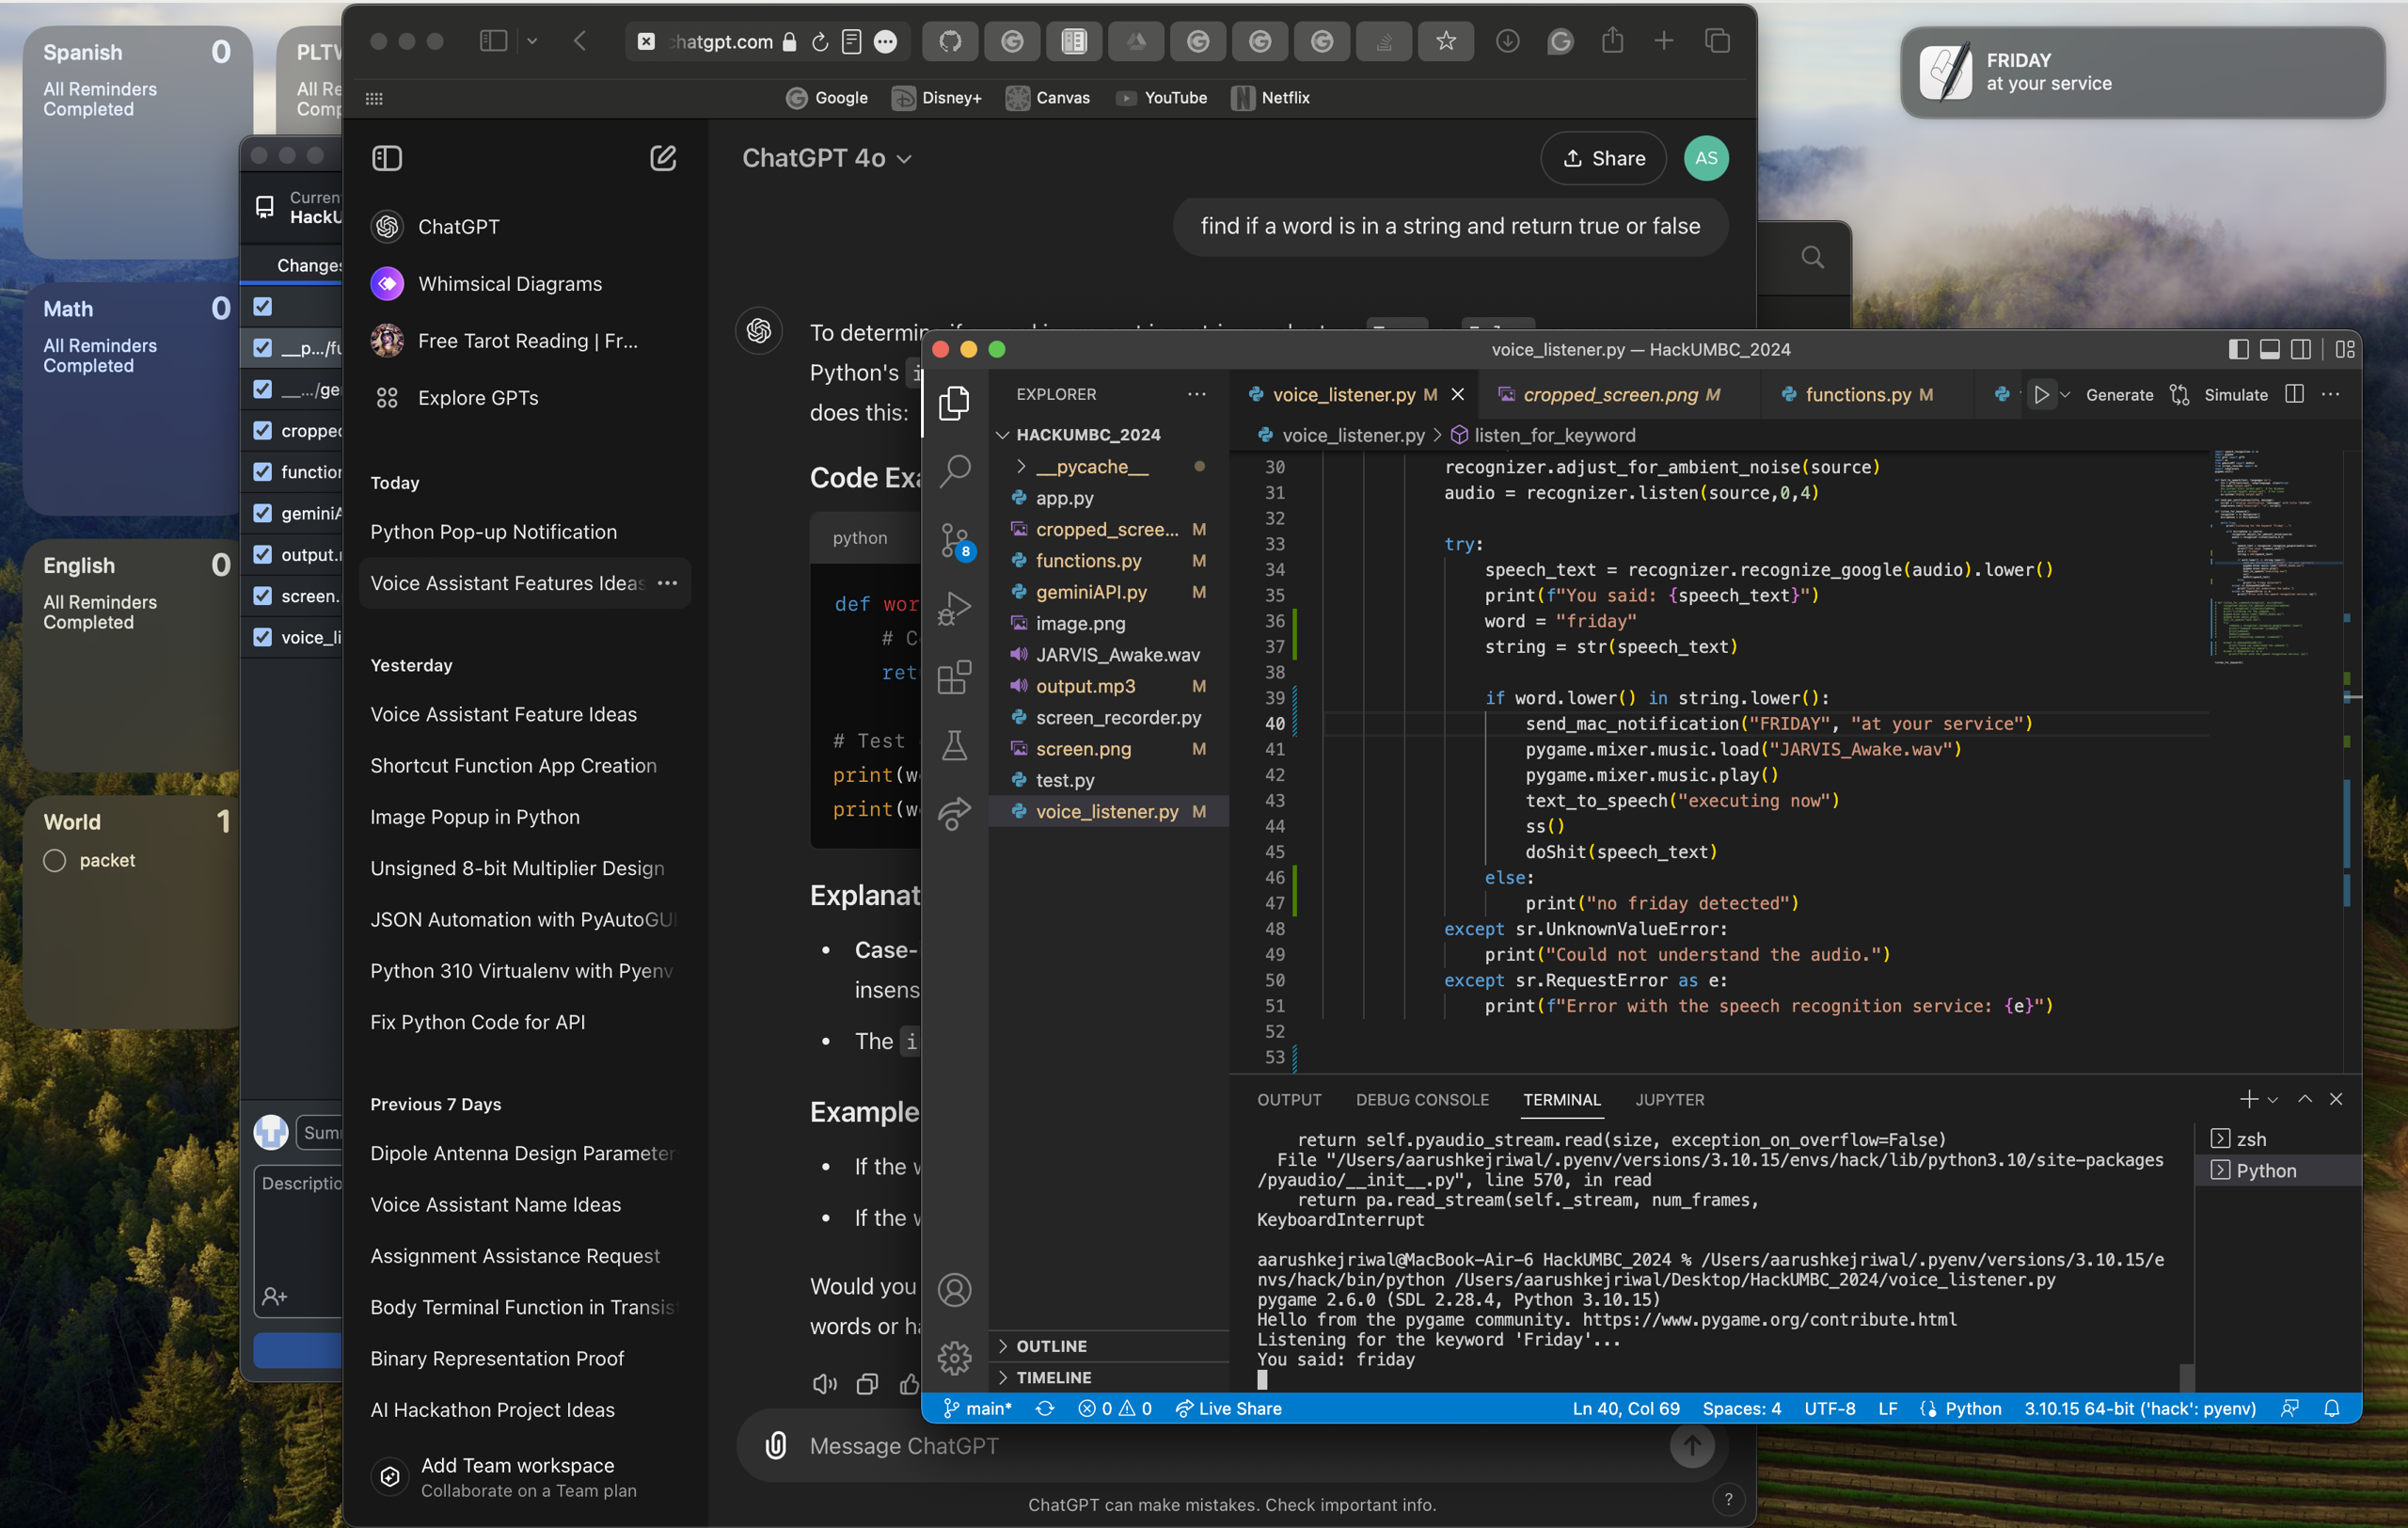 Spanish 0
All Reminders
Completed
Math 0
All Reminders
Completed
English 0
All Reminders
Completed
World 1
packet
PLTW
All Re
Comp
Curren
HackU
Changes
__p.../fu
__.../ge
cropped
function
geminiA
output.
screen.
voice_li
Summ
Descriptio
chatgpt.com
Google
Disney+
Canvas
YouTube
Netflix
ChatGPT
Whimsical Diagrams
Free Tarot Reading | Fr...
Explore GPTs
Today
Python Pop-up Notification
Voice Assistant Features Ideas
Yesterday
Voice Assistant Feature Ideas
Shortcut Function App Creation
Image Popup in Python
Unsigned 8-bit Multiplier Design
JSON Automation with PyAutoGUI
Python 310 Virtualenv with Pyenv
Fix Python Code for API
Previous 7 Days
Dipole Antenna Design Parameter
Voice Assistant Name Ideas
Assignment Assistance Request
Body Terminal Function in Transis
Binary Representation Proof
AI Hackathon Project Ideas
Add Team workspace
Collaborate on a Team plan
ChatGPT 4o
Share
AS
find if a word is in a string and return true or false
Python's i
does this:
Code Exa
python
def wor
# C
ret
# Test
print(w
print(w
Explanat
Case-
insens
The i
Example
If the w
If the w
Would you
words or ha
Message ChatGPT
ChatGPT can make mistakes. Check important info.
?
FRIDAY
at your service
voice_listener.py — HackUMBC_2024
EXPLORER
HACKUMBC_2024
__pycache__
app.py
cropped_scree... M
functions.py M
geminiAPI.py M
image.png
JARVIS_Awake.wav
output.mp3 M
screen_recorder.py
screen.png M
test.py
voice_listener.py M
OUTLINE
TIMELINE
8
voice_listener.py M
cropped_screen.png M
functions.py M
Generate
Simulate
voice_listener.py > listen_for_keyword
30 recognizer.adjust_for_ambient_noise(source)
31 audio = recognizer.listen(source,0,4)
32
33 try:
34 speech_text = recognizer.recognize_google(audio).lower()
35 print(f"You said: {speech_text}")
36 word = "friday"
37 string = str(speech_text)
38
39 if word.lower() in string.lower():
40 send_mac_notification("FRIDAY", "at your service")
41 pygame.mixer.music.load("JARVIS_Awake.wav")
42 pygame.mixer.music.play()
43 text_to_speech("executing now")
44 ss()
45 doShit(speech_text)
46 else:
47 print("no friday detected")
48 except sr.UnknownValueError:
49 print("Could not understand the audio.")
50 except sr.RequestError as e:
51 print(f"Error with the speech recognition service: {e}")
52
53
OUTPUT
DEBUG CONSOLE
TERMINAL
JUPYTER
return self.pyaudio_stream.read(size, exception_on_overflow=False)
File "/Users/aarushkejriwal/.pyenv/versions/3.10.15/envs/hack/lib/python3.10/site-packages
/pyaudio/__init__.py", line 570, in read
return pa.read_stream(self._stream, num_frames,
KeyboardInterrupt
aarushkejriwal@MacBook-Air-6 HackUMBC_2024 % /Users/aarushkejriwal/.pyenv/versions/3.10.15/e
nvs/hack/bin/python /Users/aarushkejriwal/Desktop/HackUMBC_2024/voice_listener.py
pygame 2.6.0 (SDL 2.28.4, Python 3.10.15)
Hello from the pygame community. https://www.pygame.org/contribute.html
Listening for the keyword 'Friday'...
You said: friday
zsh
Python
main*
0
0
Live Share
Ln 40, Col 69
Spaces: 4
UTF-8
LF
Python
3.10.15 64-bit ('hack': pyenv)